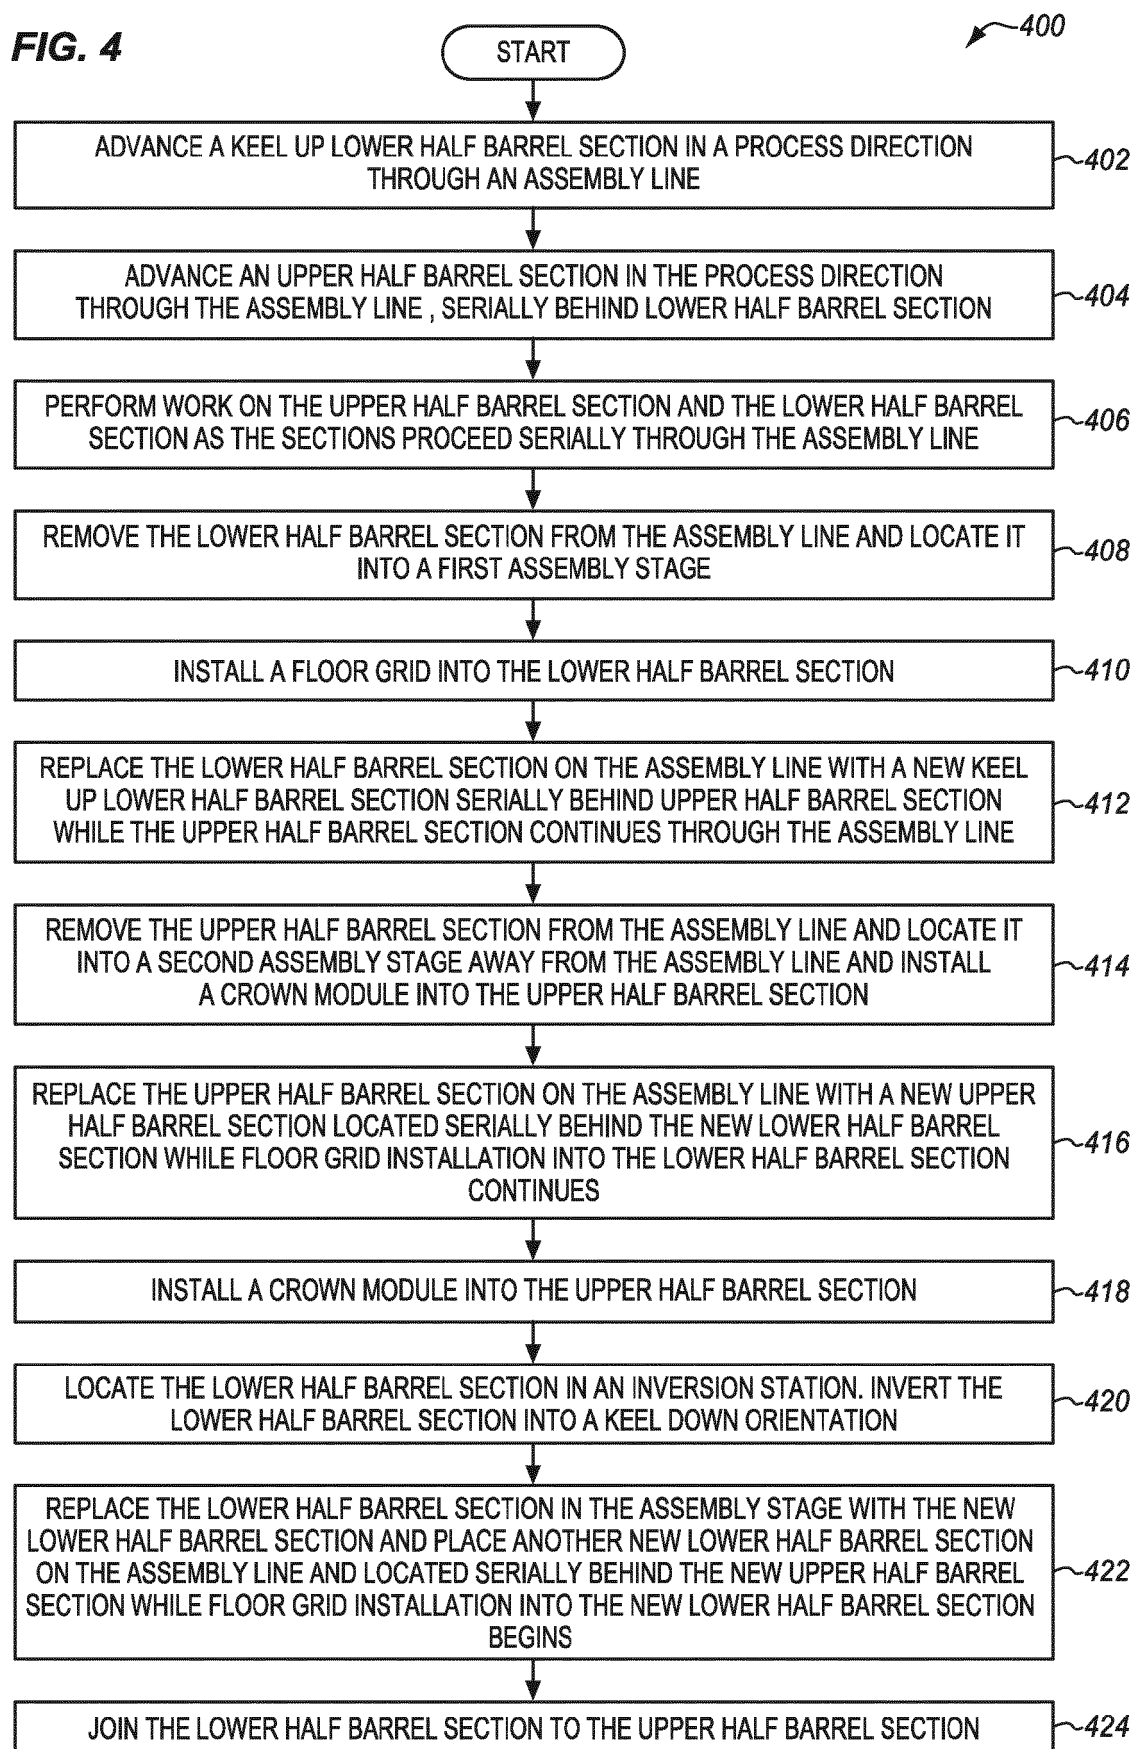 FIG. 4
400
START
ADVANCE A KEEL UP LOWER HALF BARREL SECTION IN A PROCESS DIRECTION
THROUGH AN ASSEMBLY LINE
402
ADVANCE AN UPPER HALF BARREL SECTION IN THE PROCESS DIRECTION
THROUGH THE ASSEMBLY LINE , SERIALLY BEHIND LOWER HALF BARREL SECTION
404
PERFORM WORK ON THE UPPER HALF BARREL SECTION AND THE LOWER HALF BARREL
SECTION AS THE SECTIONS PROCEED SERIALLY THROUGH THE ASSEMBLY LINE
406
REMOVE THE LOWER HALF BARREL SECTION FROM THE ASSEMBLY LINE AND LOCATE IT
INTO A FIRST ASSEMBLY STAGE
408
INSTALL A FLOOR GRID INTO THE LOWER HALF BARREL SECTION
410
REPLACE THE LOWER HALF BARREL SECTION ON THE ASSEMBLY LINE WITH A NEW KEEL
UP LOWER HALF BARREL SECTION SERIALLY BEHIND UPPER HALF BARREL SECTION
WHILE THE UPPER HALF BARREL SECTION CONTINUES THROUGH THE ASSEMBLY LINE
412
REMOVE THE UPPER HALF BARREL SECTION FROM THE ASSEMBLY LINE AND LOCATE IT
INTO A SECOND ASSEMBLY STAGE AWAY FROM THE ASSEMBLY LINE AND INSTALL
A CROWN MODULE INTO THE UPPER HALF BARREL SECTION
414
REPLACE THE UPPER HALF BARREL SECTION ON THE ASSEMBLY LINE WITH A NEW UPPER
HALF BARREL SECTION LOCATED SERIALLY BEHIND THE NEW LOWER HALF BARREL
SECTION WHILE FLOOR GRID INSTALLATION INTO THE LOWER HALF BARREL SECTION
CONTINUES
416
INSTALL A CROWN MODULE INTO THE UPPER HALF BARREL SECTION
418
LOCATE THE LOWER HALF BARREL SECTION IN AN INVERSION STATION. INVERT THE
LOWER HALF BARREL SECTION INTO A KEEL DOWN ORIENTATION
420
REPLACE THE LOWER HALF BARREL SECTION IN THE ASSEMBLY STAGE WITH THE NEW
LOWER HALF BARREL SECTION AND PLACE ANOTHER NEW LOWER HALF BARREL SECTION
ON THE ASSEMBLY LINE AND LOCATED SERIALLY BEHIND THE NEW UPPER HALF BARREL
SECTION WHILE FLOOR GRID INSTALLATION INTO THE NEW LOWER HALF BARREL SECTION
BEGINS
422
JOIN THE LOWER HALF BARREL SECTION TO THE UPPER HALF BARREL SECTION
424